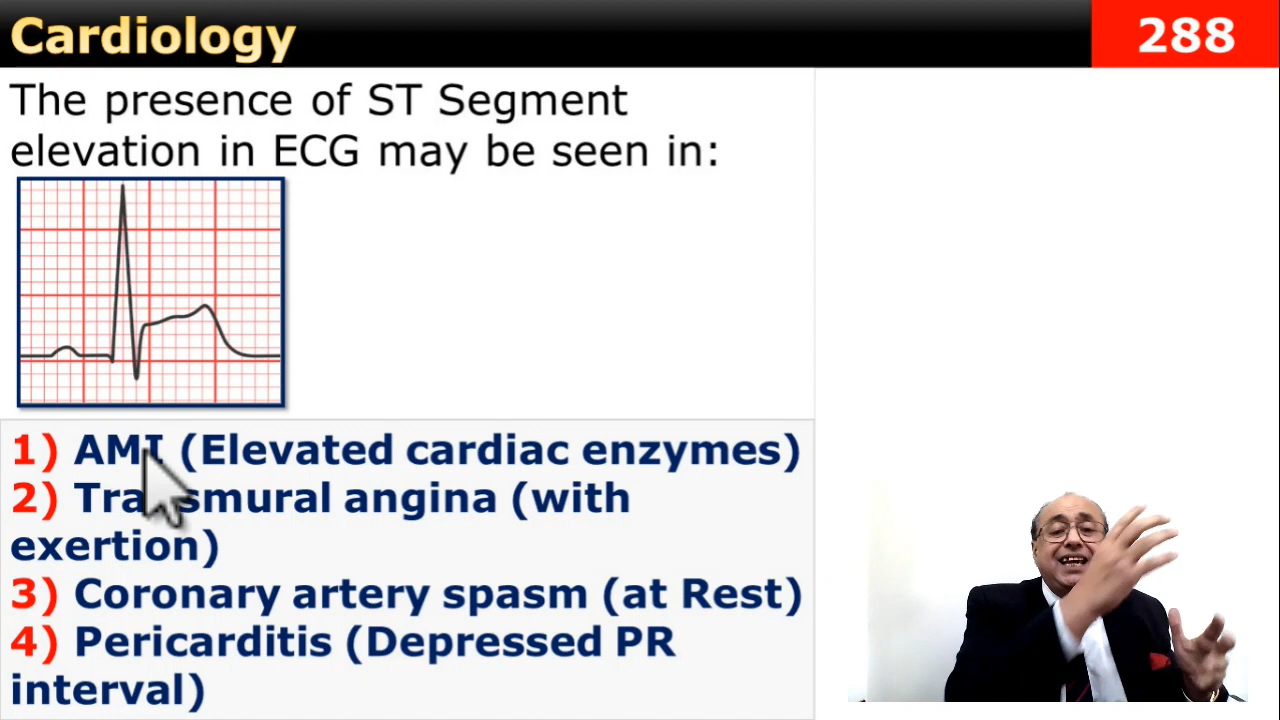 Cardiology
288
The presence of ST Segment
elevation in ECG may be seen in:
1) AMI (Elevated cardiac enzymes)
2) Transmural angina (with
exertion)
3) Coronary artery spasm (at Rest)
4) Pericarditis (Depressed PR
interval)